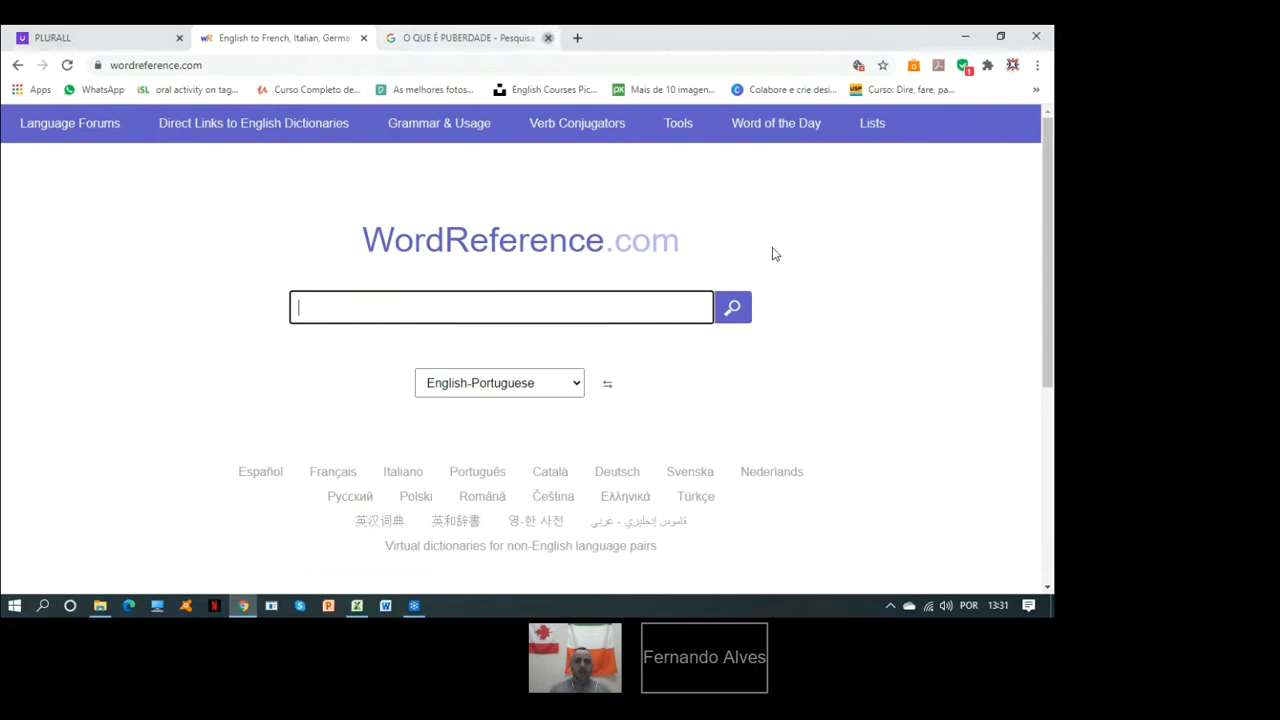 PLURALL
English to French, Italian, Germa
O QUE É PUBERDADE - Pesquisa
wordreference.com
Apps
WhatsApp
oral activity on tag...
Curso Completo de...
As melhores fotos...
English Courses Pic...
Mais de 10 imagen...
Colabore e crie desi...
Curso: Dire, fare, pa...
Language Forums
Direct Links to English Dictionaries
Grammar & Usage
Verb Conjugators
Tools
Word of the Day
Lists
WordReference.com
English-Portuguese
Español Français Italiano Português Català Deutsch Svenska Nederlands
Русский Polski Română Čeština Ελληνικά Türkçe
英汉词典 英和辞書 영-한 사전 قاموس إنجليزي - عربي
Virtual dictionaries for non-English language pairs
POR 13:31
Fernando Alves